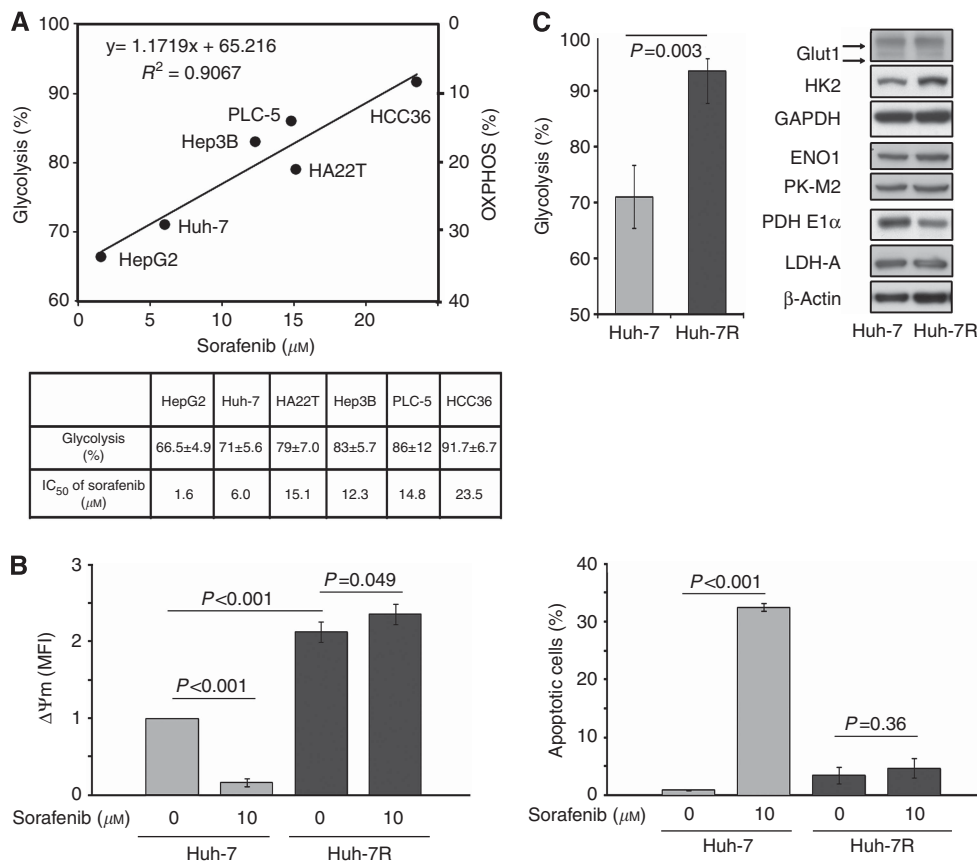 A
y= 1.1719x + 65.216
R² = 0.9067
Glycolysis (%)
100
90
80
70
60
OXPHOS (%)
0
10
20
30
40
HepG2
Huh-7
Hep3B
PLC-5
HA22T
HCC36
0 5 10 15 20 25
Sorafenib (μM)
HepG2 Huh-7 HA22T Hep3B PLC-5 HCC36
Glycolysis (%) 66.5±4.9 71±5.6 79±7.0 83±5.7 86±12 91.7±6.7
IC₅₀ of sorafenib (μM) 1.6 6.0 15.1 12.3 14.8 23.5
B
ΔΨm (MFI)
3
2
1
0
P<0.001
P<0.001
P=0.049
Sorafenib (μM) 0 10 0 10
Huh-7 Huh-7R
Apoptotic cells (%)
40
30
20
10
0
P<0.001
P=0.36
Sorafenib (μM) 0 10 0 10
Huh-7 Huh-7R
C
Glycolysis (%)
100
90
80
70
60
50
P=0.003
Huh-7 Huh-7R
Glut1
HK2
GAPDH
ENO1
PK-M2
PDH E1α
LDH-A
β-Actin
Huh-7 Huh-7R